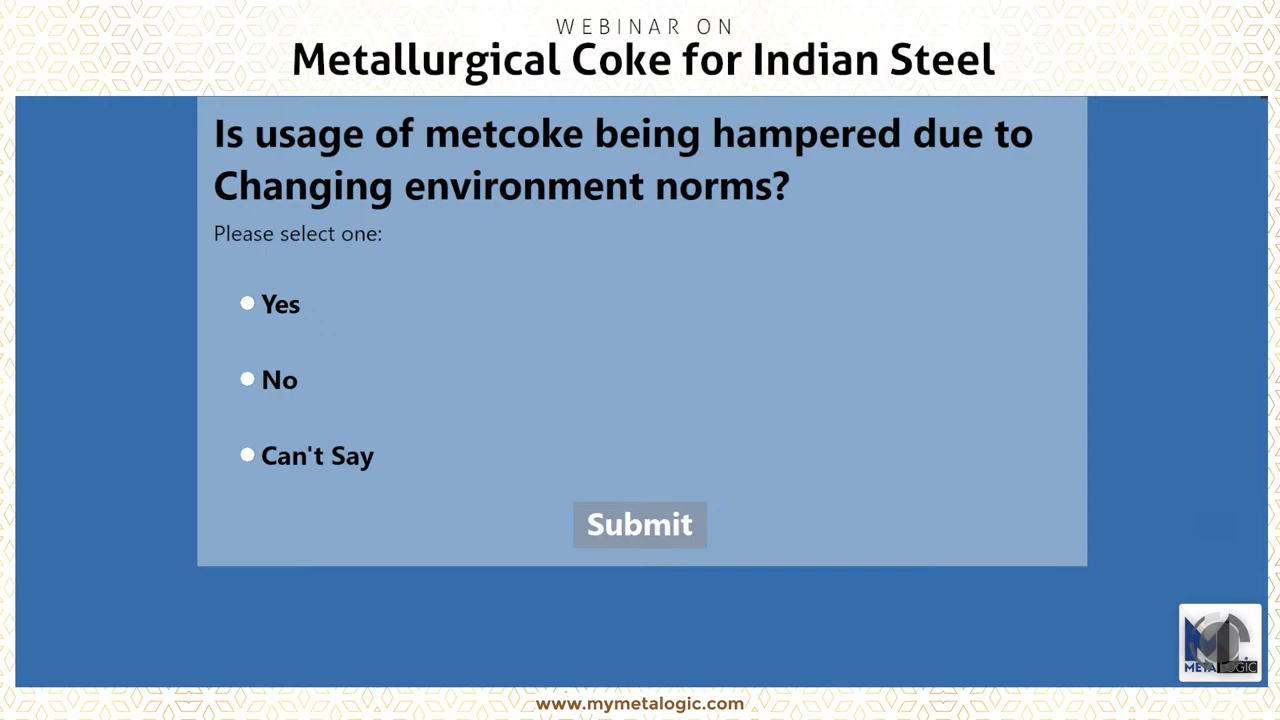 WEBINAR ON
Metallurgical Coke for Indian Steel
Is usage of metcoke being hampered due to
Changing environment norms?
Please select one:
Yes
No
Can't Say
Submit
METALOGIC
www.mymetalogic.com